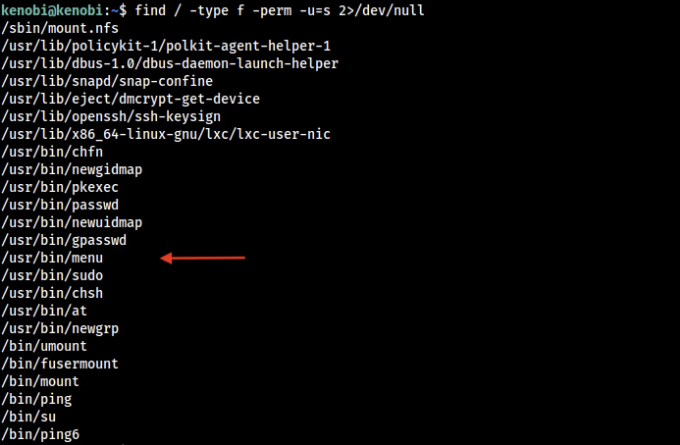 kenobi@kenobi:~$ find / -type f -perm -u=s 2>/dev/null
/sbin/mount.nfs
/usr/lib/policykit-1/polkit-agent-helper-1
/usr/lib/dbus-1.0/dbus-daemon-launch-helper
/usr/lib/snapd/snap-confine
/usr/lib/eject/dmcrypt-get-device
/usr/lib/openssh/ssh-keysign
/usr/lib/x86_64-linux-gnu/lxc/lxc-user-nic
/usr/bin/chfn
/usr/bin/newgidmap
/usr/bin/pkexec
/usr/bin/passwd
/usr/bin/newuidmap
/usr/bin/gpasswd
/usr/bin/menu
/usr/bin/sudo
/usr/bin/chsh
/usr/bin/at
/usr/bin/newgrp
/bin/umount
/bin/fusermount
/bin/mount
/bin/ping
/bin/su
/bin/ping6